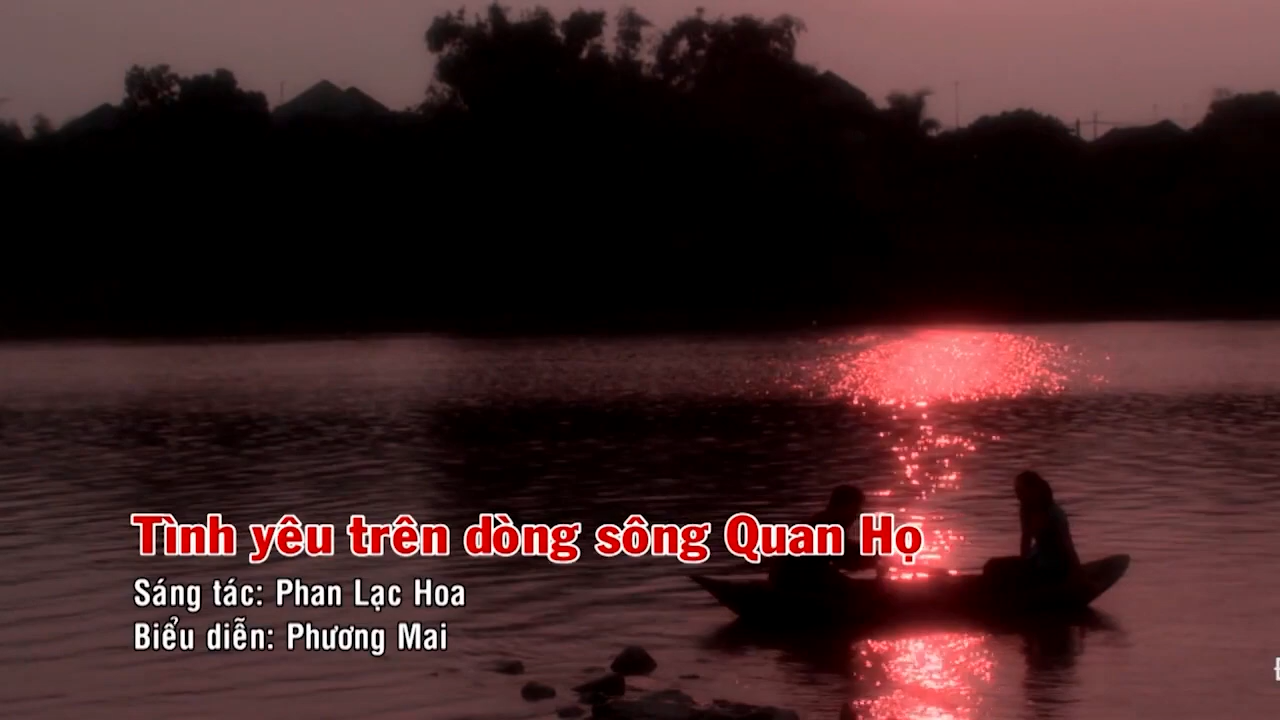 Tình yêu trên dòng sông Quan Họ
Sáng tác: Phan Lạc Hoa
Biểu diễn: Phương Mai